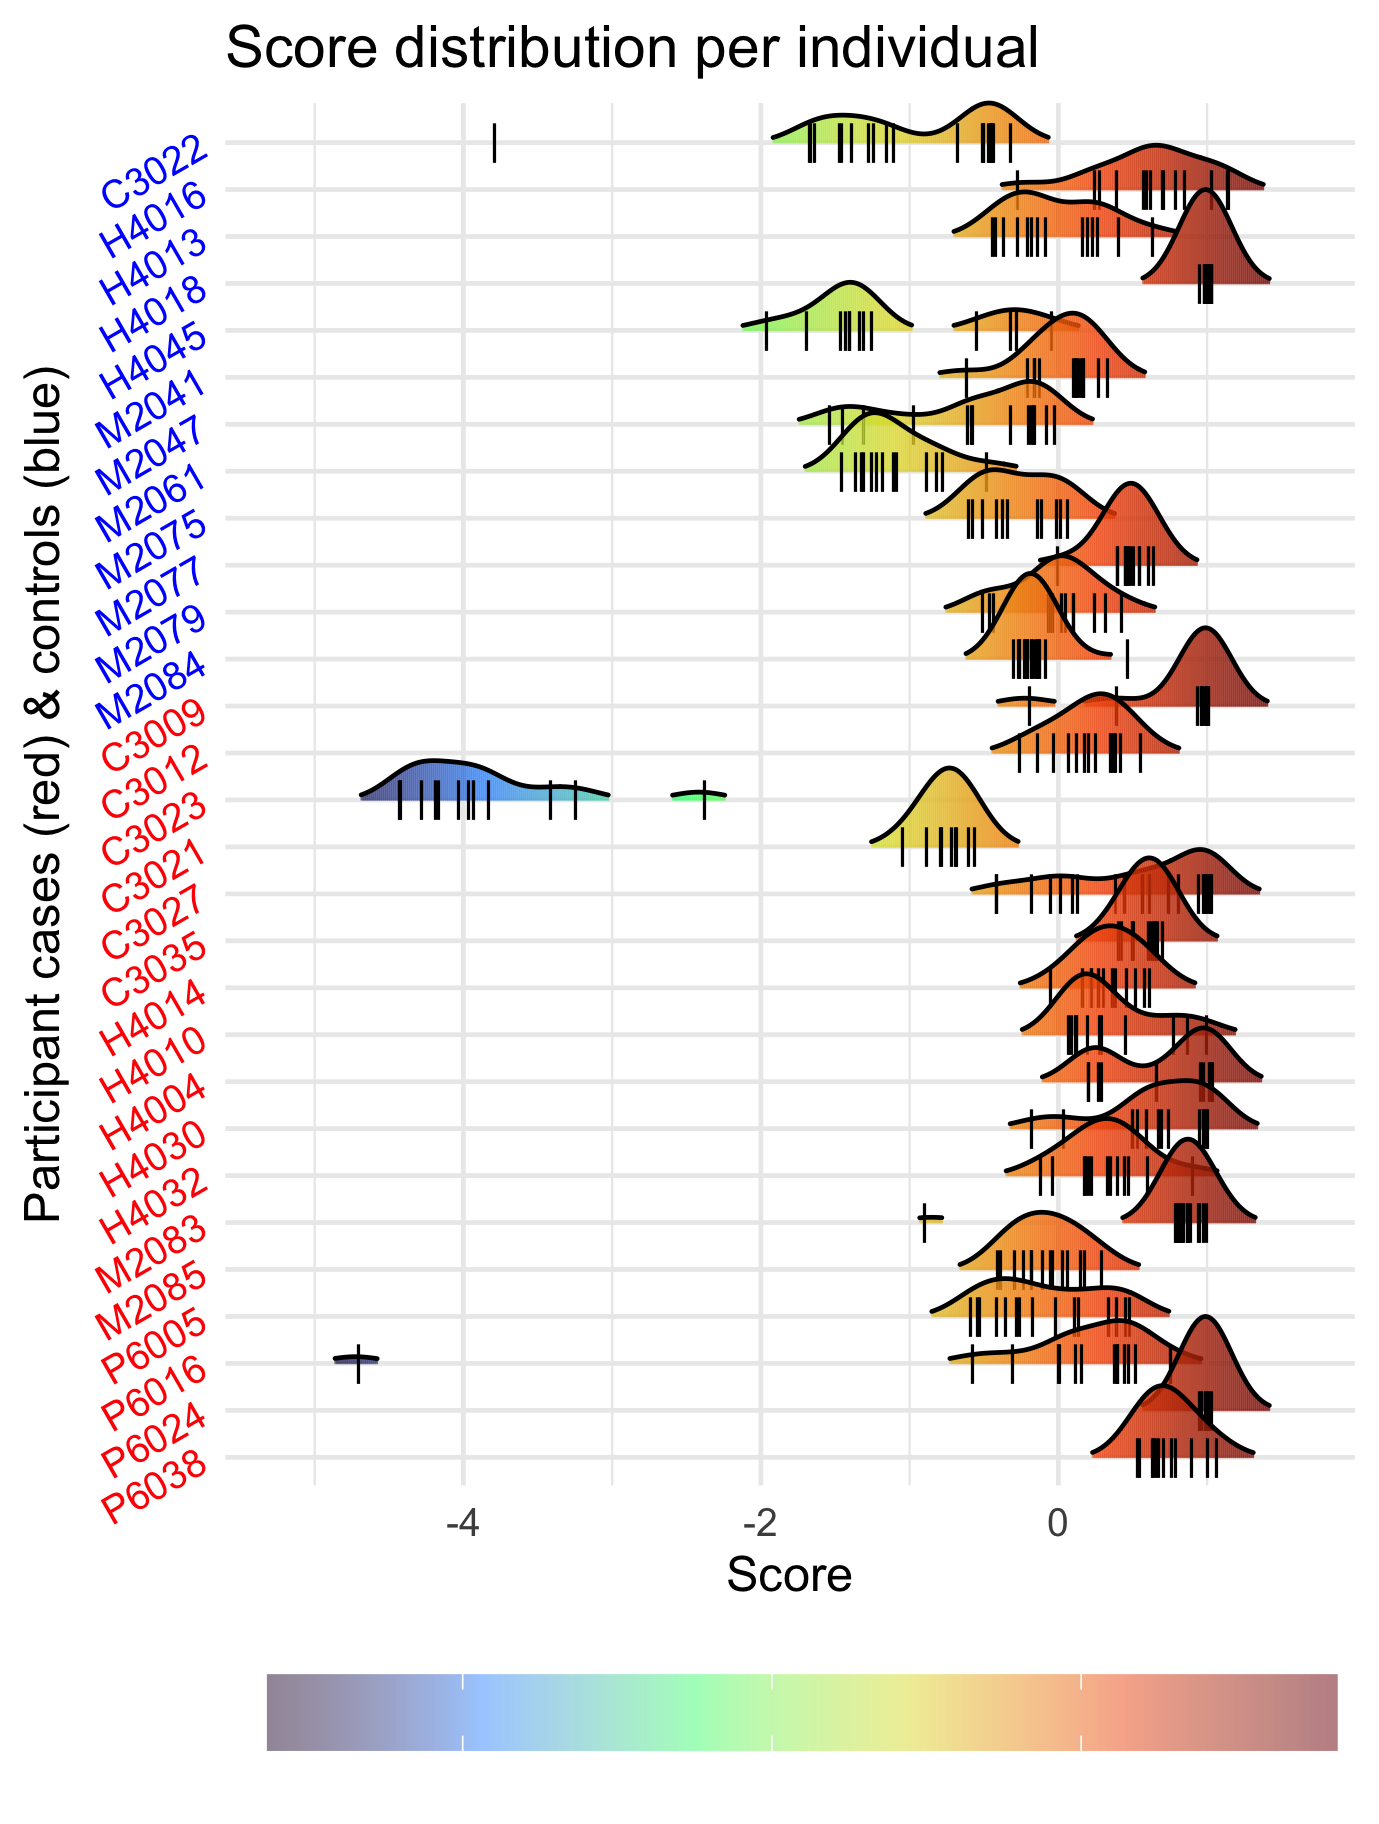 Score distribution per individual
Participant cases (red) & controls (blue)
C3022
H4016
H4013
H4018
H4045
M2041
M2047
M2061
M2075
M2077
M2079
M2084
C3009
C3012
C3023
C3021
C3027
C3035
H4014
H4010
H4004
H4030
H4032
M2083
M2085
P6005
P6016
P6024
P6038
-4 -2 0
Score